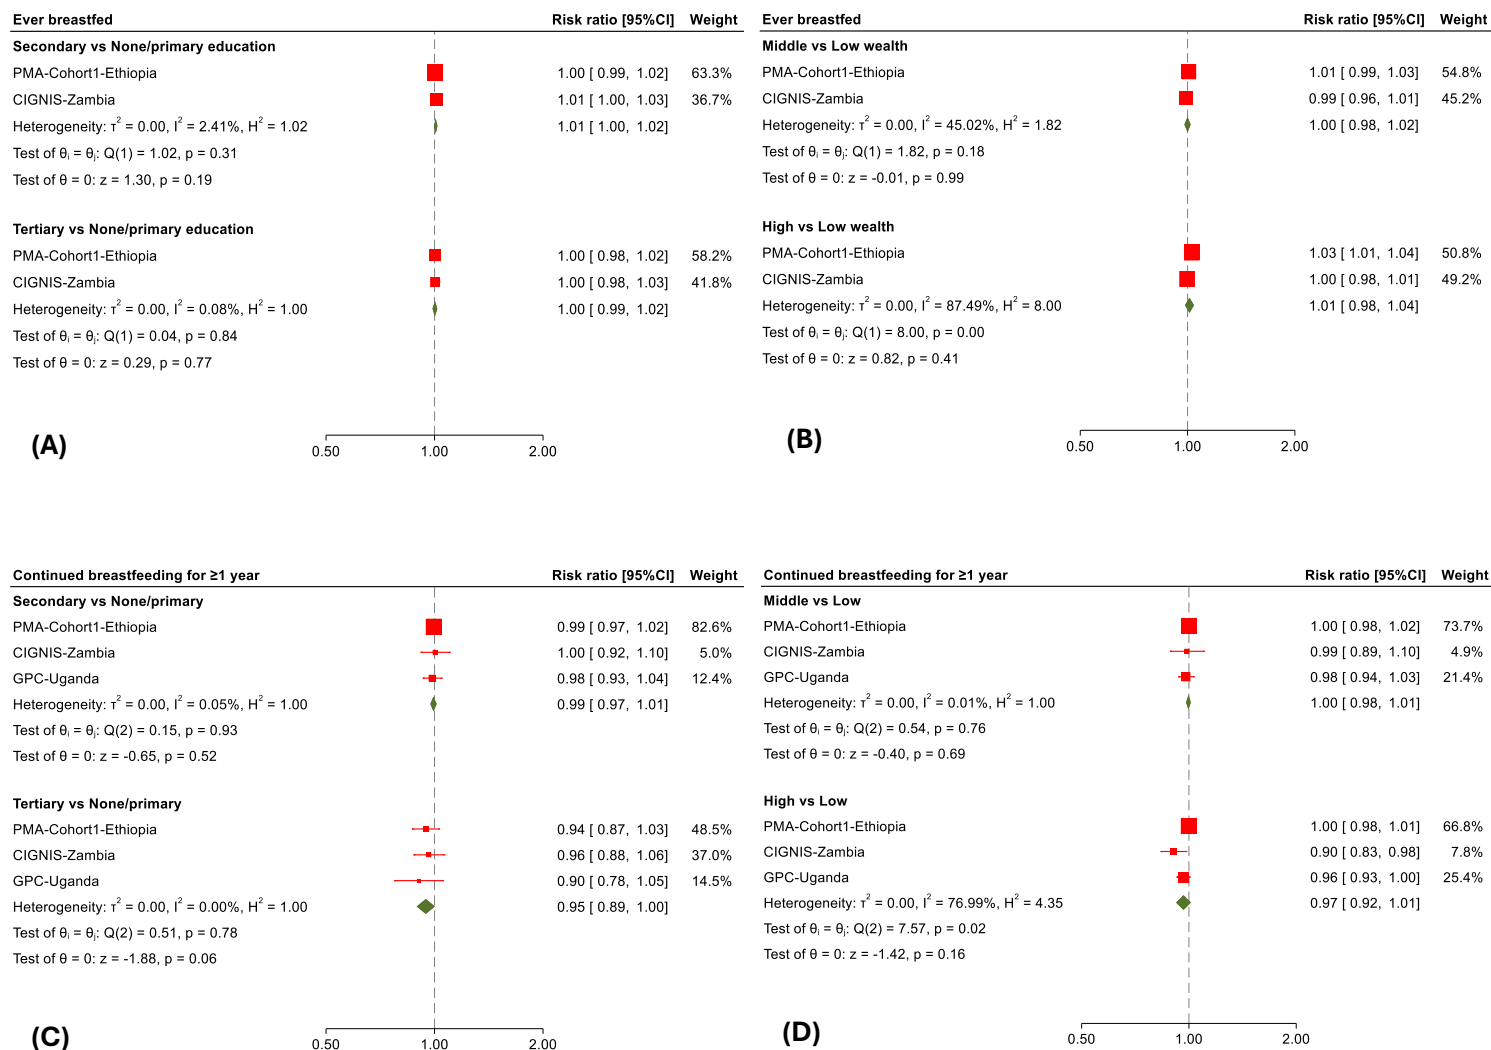 Ever breastfed Risk ratio [95%CI] Weight
Secondary vs None/primary education
PMA-Cohort1-Ethiopia 1.00 [ 0.99, 1.02] 63.3%
CIGNIS-Zambia 1.01 [ 1.00, 1.03] 36.7%
Heterogeneity: τ² = 0.00, I² = 2.41%, H² = 1.02 1.01 [ 1.00, 1.02]
Test of θᵢ = θⱼ: Q(1) = 1.02, p = 0.31
Test of θ = 0: z = 1.30, p = 0.19
Tertiary vs None/primary education
PMA-Cohort1-Ethiopia 1.00 [ 0.98, 1.02] 58.2%
CIGNIS-Zambia 1.00 [ 0.98, 1.03] 41.8%
Heterogeneity: τ² = 0.00, I² = 0.08%, H² = 1.00 1.00 [ 0.99, 1.02]
Test of θᵢ = θⱼ: Q(1) = 0.04, p = 0.84
Test of θ = 0: z = 0.29, p = 0.77
(A)
0.50 1.00 2.00
Ever breastfed Risk ratio [95%CI] Weight
Middle vs Low wealth
PMA-Cohort1-Ethiopia 1.01 [ 0.99, 1.03] 54.8%
CIGNIS-Zambia 0.99 [ 0.96, 1.01] 45.2%
Heterogeneity: τ² = 0.00, I² = 45.02%, H² = 1.82 1.00 [ 0.98, 1.02]
Test of θᵢ = θⱼ: Q(1) = 1.82, p = 0.18
Test of θ = 0: z = -0.01, p = 0.99
High vs Low wealth
PMA-Cohort1-Ethiopia 1.03 [ 1.01, 1.04] 50.8%
CIGNIS-Zambia 1.00 [ 0.98, 1.01] 49.2%
Heterogeneity: τ² = 0.00, I² = 87.49%, H² = 8.00 1.01 [ 0.98, 1.04]
Test of θᵢ = θⱼ: Q(1) = 8.00, p = 0.00
Test of θ = 0: z = 0.82, p = 0.41
(B)
0.50 1.00 2.00
Continued breastfeeding for ≥1 year Risk ratio [95%CI] Weight
Secondary vs None/primary
PMA-Cohort1-Ethiopia 0.99 [ 0.97, 1.02] 82.6%
CIGNIS-Zambia 1.00 [ 0.92, 1.10] 5.0%
GPC-Uganda 0.98 [ 0.93, 1.04] 12.4%
Heterogeneity: τ² = 0.00, I² = 0.05%, H² = 1.00 0.99 [ 0.97, 1.01]
Test of θᵢ = θⱼ: Q(2) = 0.15, p = 0.93
Test of θ = 0: z = -0.65, p = 0.52
Tertiary vs None/primary
PMA-Cohort1-Ethiopia 0.94 [ 0.87, 1.03] 48.5%
CIGNIS-Zambia 0.96 [ 0.88, 1.06] 37.0%
GPC-Uganda 0.90 [ 0.78, 1.05] 14.5%
Heterogeneity: τ² = 0.00, I² = 0.00%, H² = 1.00 0.95 [ 0.89, 1.00]
Test of θᵢ = θⱼ: Q(2) = 0.51, p = 0.78
Test of θ = 0: z = -1.88, p = 0.06
(C)
0.50 1.00 2.00
Continued breastfeeding for ≥1 year Risk ratio [95%CI] Weight
Middle vs Low
PMA-Cohort1-Ethiopia 1.00 [ 0.98, 1.02] 73.7%
CIGNIS-Zambia 0.99 [ 0.89, 1.10] 4.9%
GPC-Uganda 0.98 [ 0.94, 1.03] 21.4%
Heterogeneity: τ² = 0.00, I² = 0.01%, H² = 1.00 1.00 [ 0.98, 1.01]
Test of θᵢ = θⱼ: Q(2) = 0.54, p = 0.76
Test of θ = 0: z = -0.40, p = 0.69
High vs Low
PMA-Cohort1-Ethiopia 1.00 [ 0.98, 1.01] 66.8%
CIGNIS-Zambia 0.90 [ 0.83, 0.98] 7.8%
GPC-Uganda 0.96 [ 0.93, 1.00] 25.4%
Heterogeneity: τ² = 0.00, I² = 76.99%, H² = 4.35 0.97 [ 0.92, 1.01]
Test of θᵢ = θⱼ: Q(2) = 7.57, p = 0.02
Test of θ = 0: z = -1.42, p = 0.16
(D)
0.50 1.00 2.00